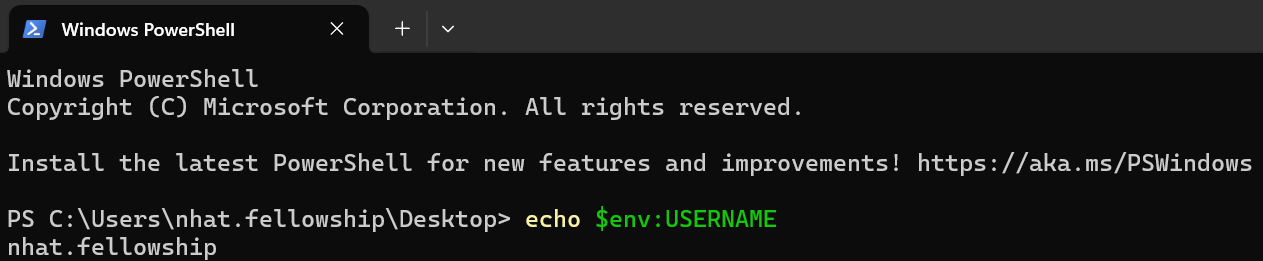 Windows PowerShell
Windows PowerShell
Copyright (C) Microsoft Corporation. All rights reserved.
Install the latest PowerShell for new features and improvements! https://aka.ms/PSWindows
PS C:\Users\nhat.fellowship\Desktop> echo $env:USERNAME
nhat.fellowship